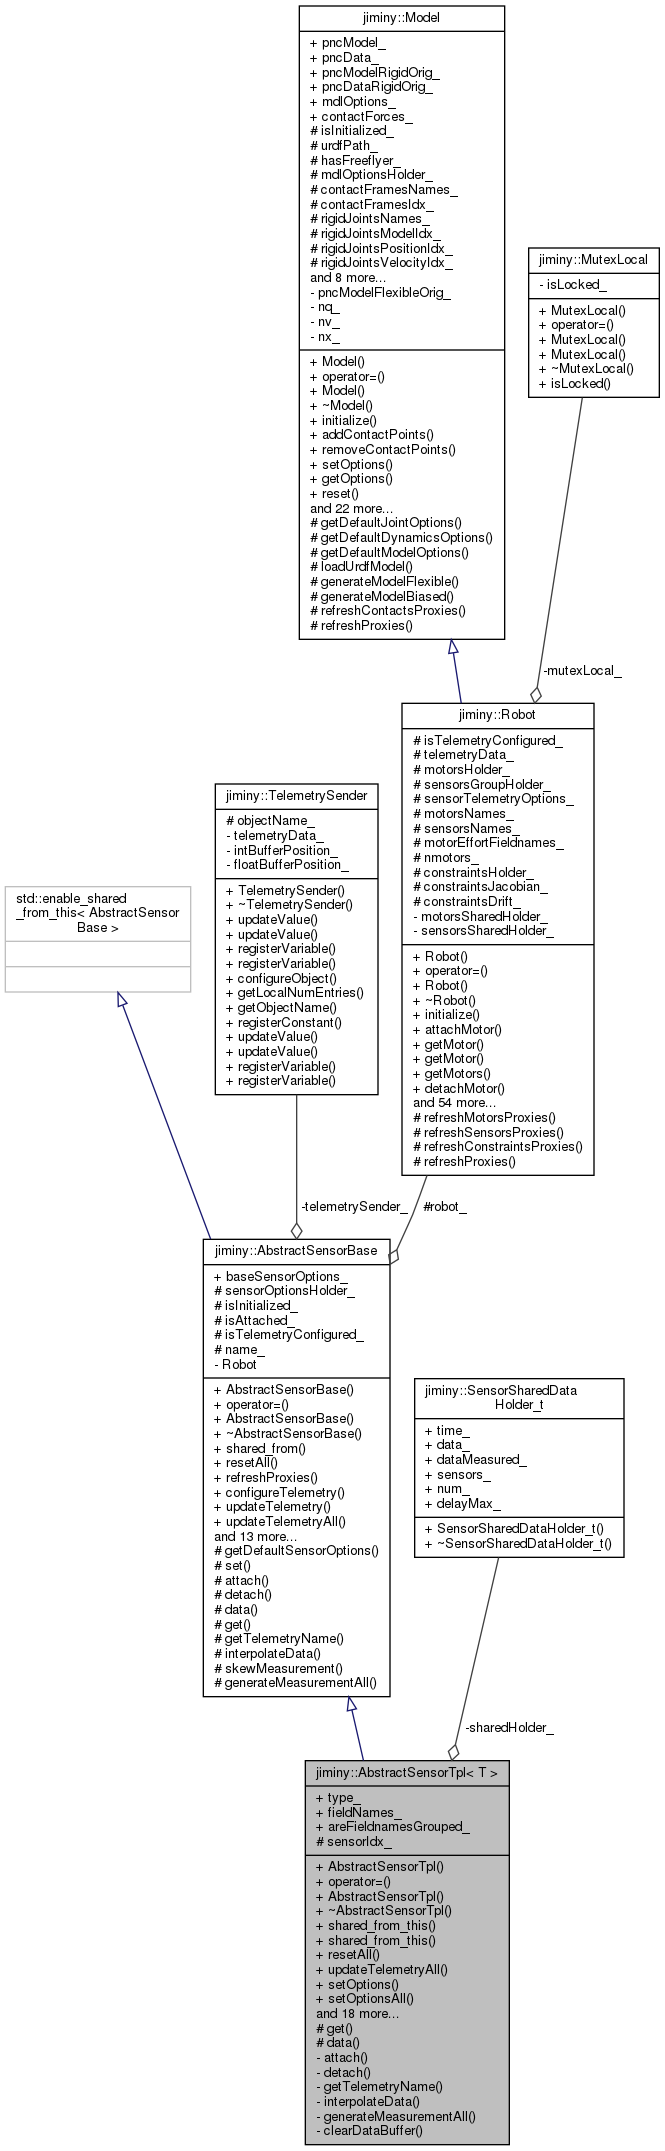 jiminy::Model
+ pncModel_
+ pncData_
+ pncModelRigidOrig_
+ pncDataRigidOrig_
+ mdlOptions_
+ contactForces_
# isInitialized_
# urdfPath_
# hasFreeflyer_
# mdlOptionsHolder_
# contactFramesNames_
# contactFramesIdx_
# rigidJointsNames_
# rigidJointsModelIdx_
# rigidJointsPositionIdx_
# rigidJointsVelocityIdx_
and 8 more...
- pncModelFlexibleOrig_
- nq_
- nv_
- nx_
+ Model()
+ operator=()
+ Model()
+ ~Model()
+ initialize()
+ addContactPoints()
+ removeContactPoints()
+ setOptions()
+ getOptions()
+ reset()
and 22 more...
# getDefaultJointOptions()
# getDefaultDynamicsOptions()
# getDefaultModelOptions()
# loadUrdfModel()
# generateModelFlexible()
# generateModelBiased()
# refreshContactsProxies()
# refreshProxies()
jiminy::MutexLocal
- isLocked_
+ MutexLocal()
+ operator=()
+ MutexLocal()
+ MutexLocal()
+ ~MutexLocal()
+ isLocked()
-mutexLocal_
jiminy::Robot
# isTelemetryConfigured_
# telemetryData_
# motorsHolder_
# sensorsGroupHolder_
# sensorTelemetryOptions_
# motorsNames_
# sensorsNames_
# motorEffortFieldnames_
# nmotors_
# constraintsHolder_
# constraintsJacobian_
# constraintsDrift_
- motorsSharedHolder_
- sensorsSharedHolder_
+ Robot()
+ operator=()
+ Robot()
+ ~Robot()
+ initialize()
+ attachMotor()
+ getMotor()
+ getMotor()
+ getMotors()
+ detachMotor()
and 54 more...
# refreshMotorsProxies()
# refreshSensorsProxies()
# refreshConstraintsProxies()
# refreshProxies()
jiminy::TelemetrySender
# objectName_
- telemetryData_
- intBufferPosition_
- floatBufferPosition_
+ TelemetrySender()
+ ~TelemetrySender()
+ updateValue()
+ updateValue()
+ registerVariable()
+ registerVariable()
+ configureObject()
+ getLocalNumEntries()
+ getObjectName()
+ registerConstant()
+ updateValue()
+ updateValue()
+ registerVariable()
+ registerVariable()
std::enable_shared
_from_this< AbstractSensor
Base >
-telemetrySender_
#robot_
jiminy::AbstractSensorBase
+ baseSensorOptions_
# sensorOptionsHolder_
# isInitialized_
# isAttached_
# isTelemetryConfigured_
# name_
- Robot
+ AbstractSensorBase()
+ operator=()
+ AbstractSensorBase()
+ ~AbstractSensorBase()
+ shared_from()
+ resetAll()
+ refreshProxies()
+ configureTelemetry()
+ updateTelemetry()
+ updateTelemetryAll()
and 13 more...
# getDefaultSensorOptions()
# set()
# attach()
# detach()
# data()
# get()
# getTelemetryName()
# interpolateData()
# skewMeasurement()
# generateMeasurementAll()
jiminy::SensorSharedData
Holder_t
+ time_
+ data_
+ dataMeasured_
+ sensors_
+ num_
+ delayMax_
+ SensorSharedDataHolder_t()
+ ~SensorSharedDataHolder_t()
-sharedHolder_
jiminy::AbstractSensorTpl< T >
+ type_
+ fieldNames_
+ areFieldnamesGrouped_
# sensorIdx_
+ AbstractSensorTpl()
+ operator=()
+ AbstractSensorTpl()
+ ~AbstractSensorTpl()
+ shared_from_this()
+ shared_from_this()
+ resetAll()
+ updateTelemetryAll()
+ setOptions()
+ setOptionsAll()
and 18 more...
# get()
# data()
- attach()
- detach()
- getTelemetryName()
- interpolateData()
- generateMeasurementAll()
- clearDataBuffer()